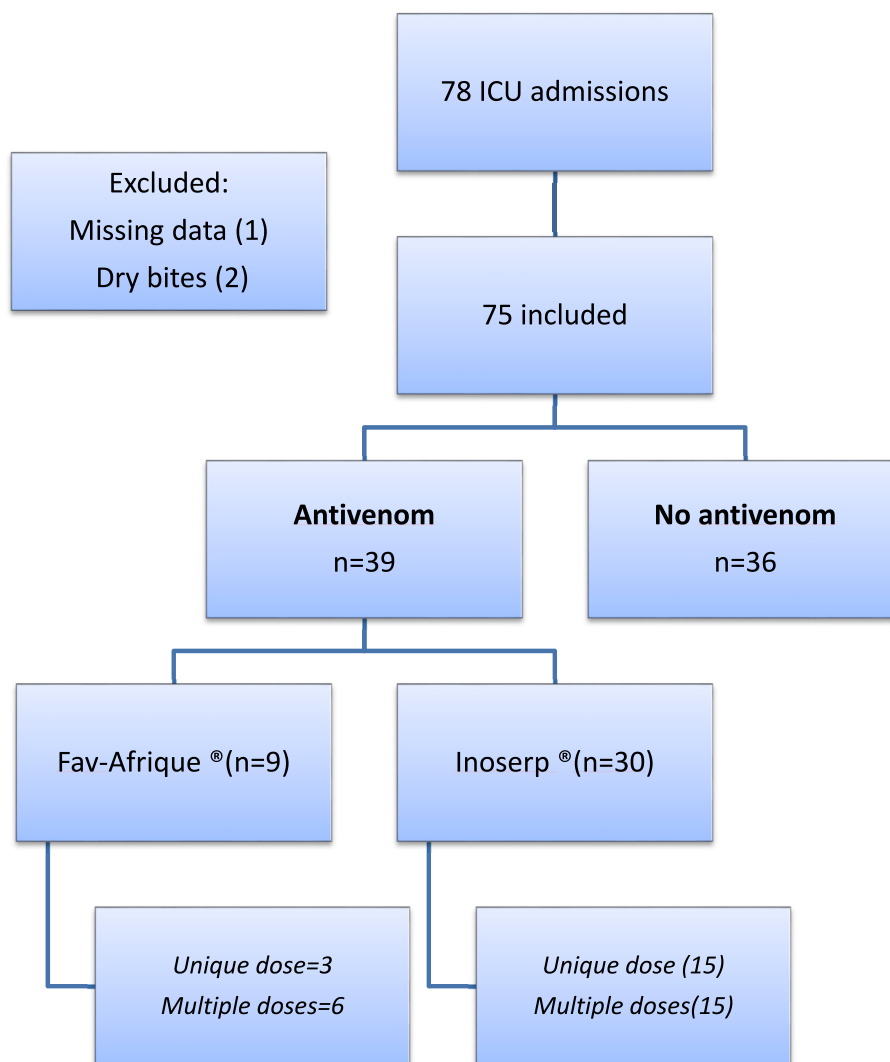 78 ICU admissions
Excluded:
Missing data (1)
Dry bites (2)
75 included
Antivenom
n=39
No antivenom
n=36
Fav-Afrique ®(n=9)
Inoserp ®(n=30)
Unique dose=3
Multiple doses=6
Unique dose (15)
Multiple doses(15)